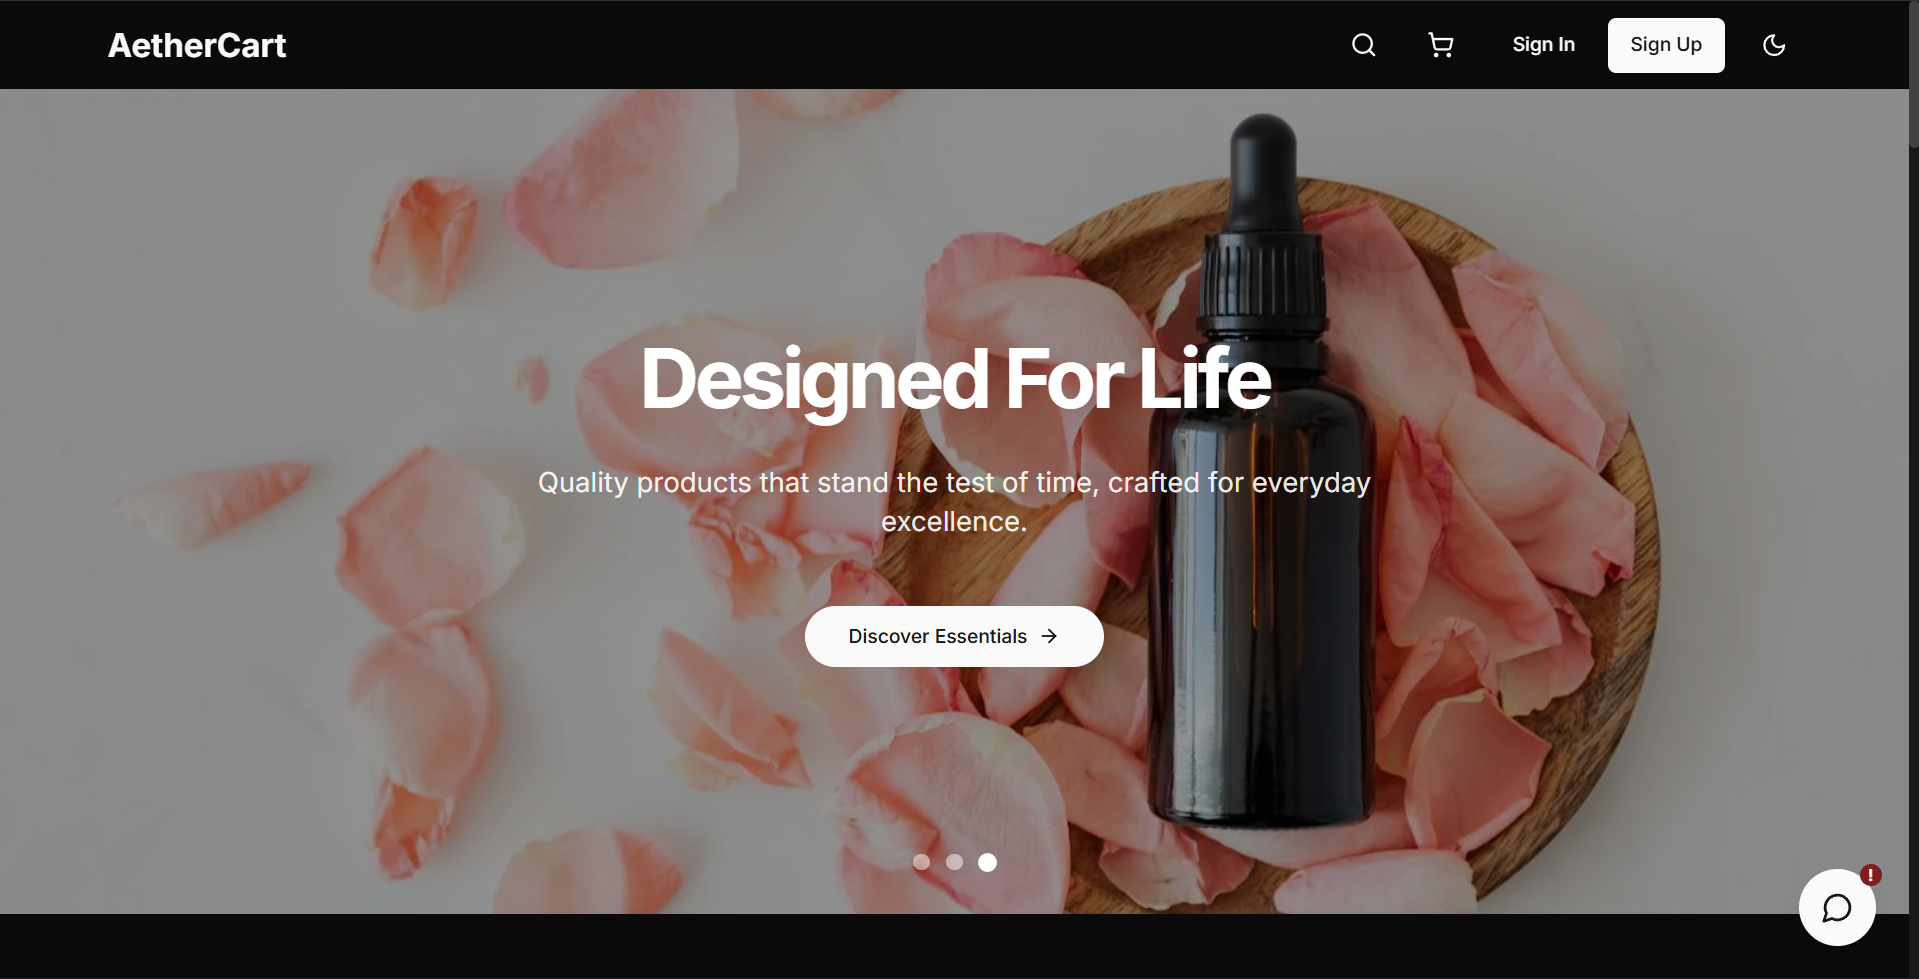 AetherCart
Sign In
Sign Up
Designed For Life
Quality products that stand the test of time, crafted for everyday
excellence.
Discover Essentials →
!